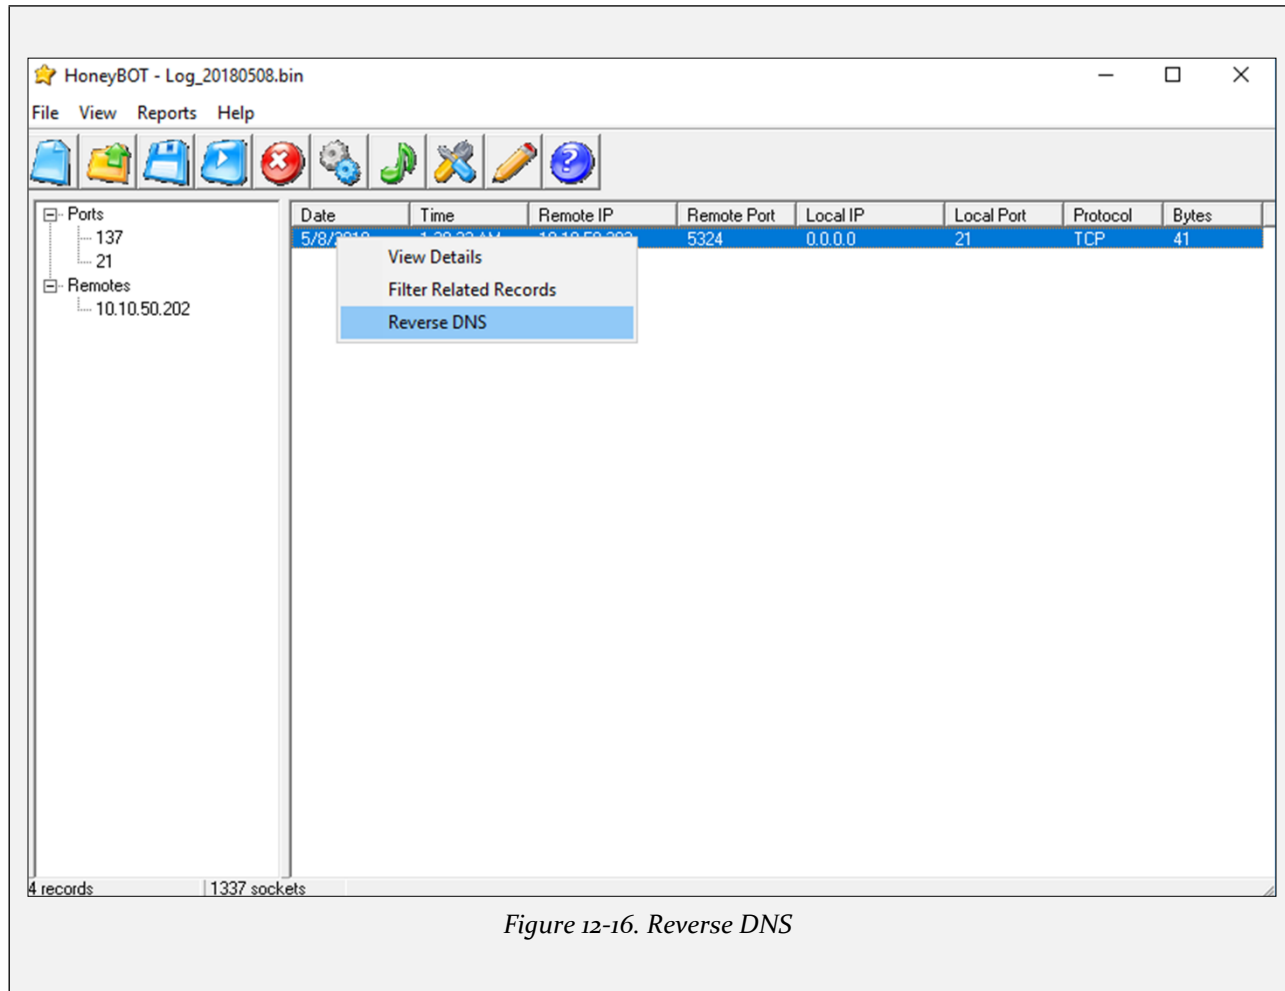 HoneyBOT - Log_20180508.bin
File View Reports Help
Ports
137
21
Remotes
10.10.50.202
Date Time Remote IP Remote Port Local IP Local Port Protocol Bytes
5324 0.0.0.0 21 TCP 41
View Details
Filter Related Records
Reverse DNS
4 records 1337 sockets
Figure 12-16. Reverse DNS